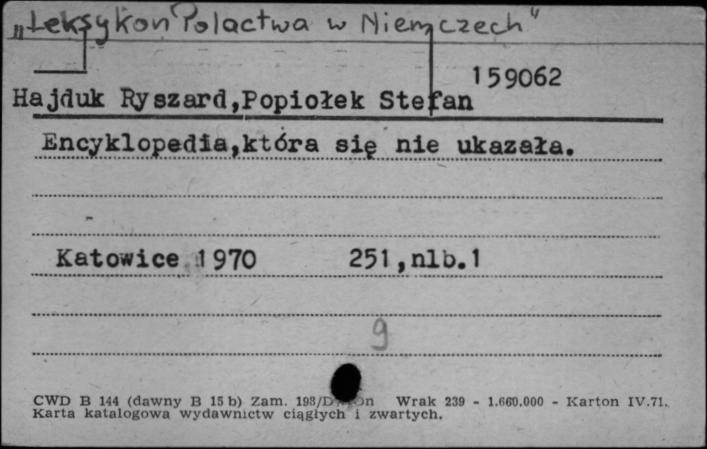 „Leksykon Polactwa w Niemczech"
159062
Hajduk Ryszard,Popiołek Stefan
Encyklopedia,która się nie ukazała.
Katowice 1970 251,nlb.1
9
CWD B 144 (dawny B 15 b) Zam. 193/D Wrak 239 - 1.660.000 - Karton IV.71.
Karta katalogowa wydawnictw ciągłych i zwartych.